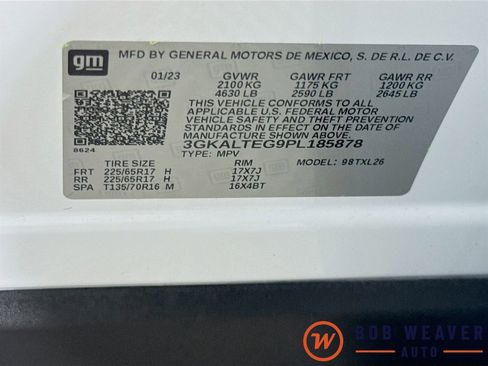 gm
MFD BY GENERAL MOTORS DE MEXICO, S. DE R.L. DE C.V.
01/23 GVWR GAWR FRT GAWR RR
2100 KG 1175 KG 1200 KG
4630 LB 2590 LB 2645 LB
THIS VEHICLE CONFORMS TO ALL
APPLICABLE U.S. FEDERAL MOTOR
VEHICLE SAFETY AND THEFT PREVENTION
STANDARDS IN EFFECT ON THE DATE OF
MANUFACTURE SHOWN ABOVE.
3GKALTEG9PL185878
8624
TYPE: MPV MODEL: 98TXL26
TIRE SIZE RIM
FRT 225/65R17 H 17X7J
RR 225/65R17 H 17X7J
SPA T135/70R16 M 16X4BT
W BOB WEAVER
AUTO